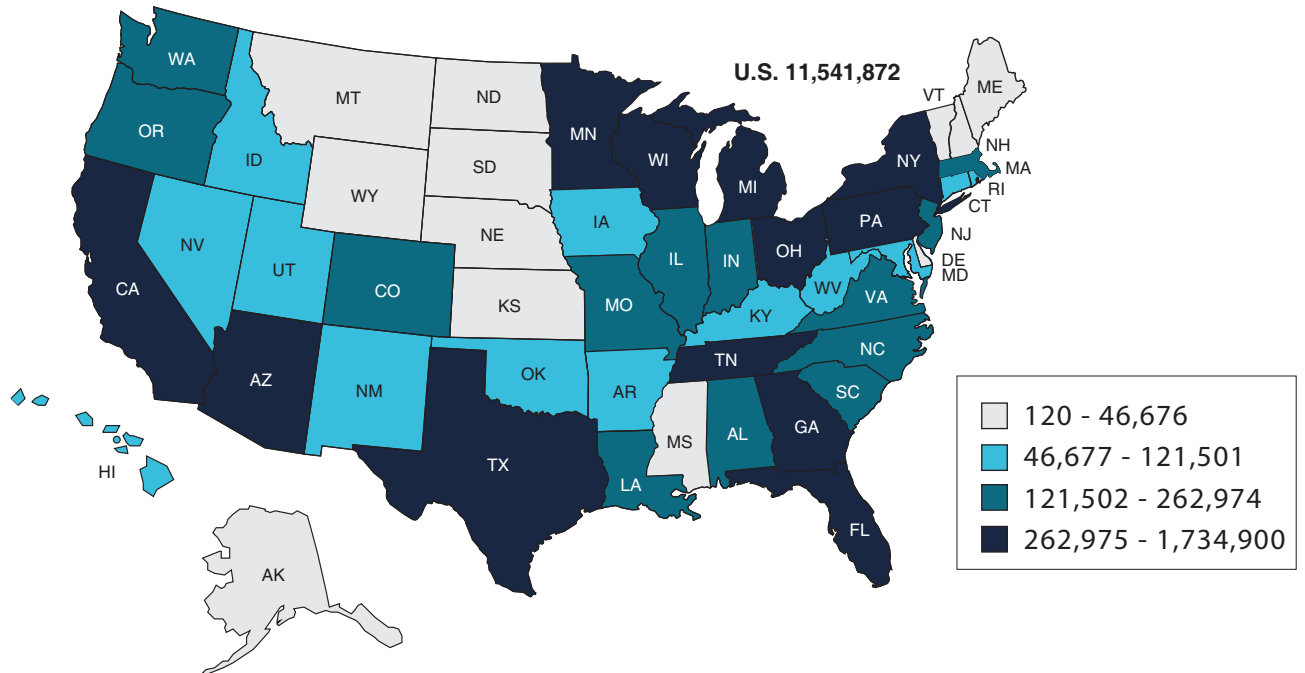 U.S. 11,541,872
WA
MT
ND
MN
VT
ME
OR
ID
SD
WI
MI
NY
NH
MA
RI
CT
WY
NE
IA
PA
NJ
NV
UT
CO
KS
MO
IL
IN
OH
DE
MD
WV
VA
CA
KY
AZ
NM
OK
AR
TN
NC
SC
TX
LA
MS
AL
GA
FL
HI
AK
120 - 46,676
46,677 - 121,501
121,502 - 262,974
262,975 - 1,734,900